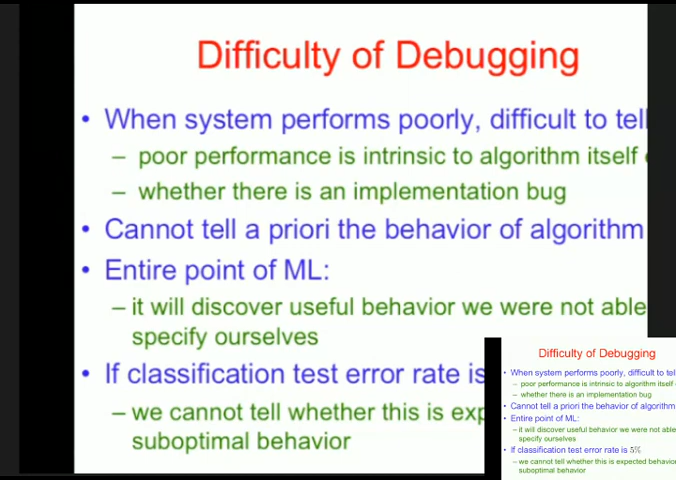 Difficulty of Debugging
• When system performs poorly, difficult to tell
– poor performance is intrinsic to algorithm itself
– whether there is an implementation bug
• Cannot tell a priori the behavior of algorithm
• Entire point of ML:
– it will discover useful behavior we were not able
specify ourselves
• If classification test error rate is
– we cannot tell whether this is
suboptimal behavior
Difficulty of Debugging
• When system performs poorly, difficult to tell
– poor performance is intrinsic to algorithm itself
– whether there is an implementation bug
• Cannot tell a priori the behavior of algorithm
• Entire point of ML:
– it will discover useful behavior we were not able
specify ourselves
• If classification test error rate is 5%
– we cannot tell whether this is expected behavior
suboptimal behavior